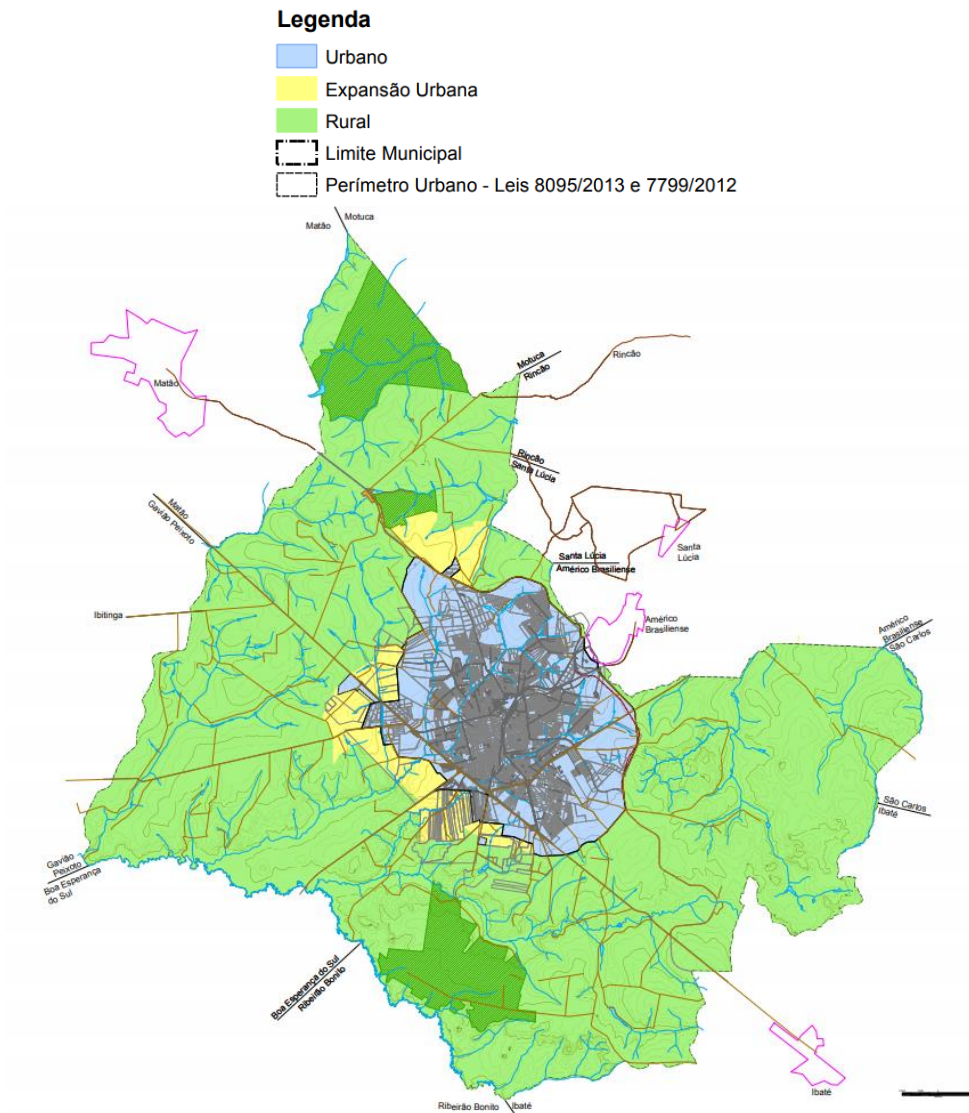 Legenda
Urbano
Expansão Urbana
Rural
Limite Municipal
Perímetro Urbano - Leis 8095/2013 e 7799/2012
Motuca
Matão
Motuca
Rincão
Rincão
Matão
Rincão
Santa Lúcia
Matão
Gavião Peixoto
Santa
Lúcia
Santa Lúcia
Américo Brasiliense
Ibitinga
Américo
Brasiliense
Américo
Brasiliense
São Carlos
São Carlos
Ibaté
Gavião
Peixoto
Boa Esperança
do Sul
Boa Esperança do Sul
Ribeirão Bonito
Ibaté
Ribeirão Bonito
Ibaté